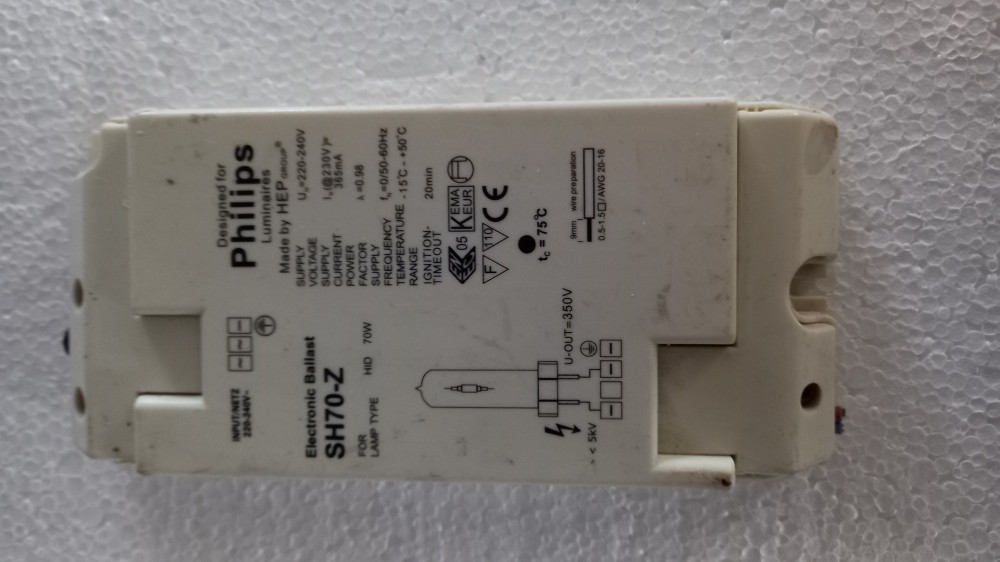 INPUT/NETZ
220-240V~
Electronic Ballast
SH70-Z
FOR
LAMP TYPE HID 70W
< 5kV
U-OUT=350V
Designed for
Philips
Luminaires
Made by HEP GROUP®
SUPPLY VOLTAGE Uₙ=220-240V
SUPPLY CURRENT Iₙ(@230V)=
365mA
POWER FACTOR λ=0.98
SUPPLY FREQUENCY fₙ=0/50-60Hz
TEMPERATURE RANGE -15°C - +50°C
IGNITION-TIMEOUT 20min
05
KEMA
KEUR
F
110
CE
tc = 75°C
9mm wire preparation
0.5-1.5□/AWG 20-16